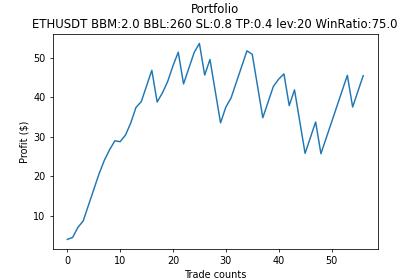 Portfolio
ETHUSDT BBM:2.0 BBL:260 SL:0.8 TP:0.4 lev:20 WinRatio:75.0
50
40
30
20
10
Profit ($)
0 10 20 30 40 50
Trade counts